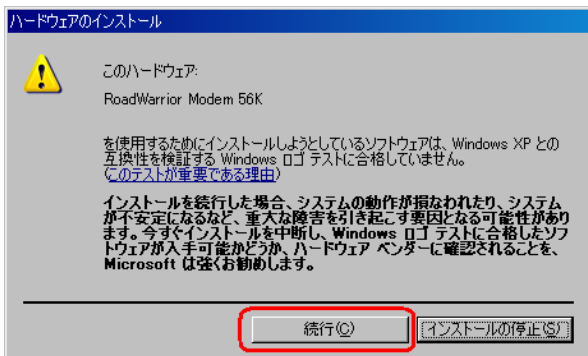 ハードウェアのインストール
このハードウェア:
RoadWarrior Modem 56K
を使用するためにインストールしようとしているソフトウェアは、Windows XP との
互換性を検証する Windows ロゴ テストに合格していません。
(このテストが重要である理由)
インストールを続行した場合、システムの動作が損なわれたり、システム
が不安定になるなど、重大な障害を引き起こす要因となる可能性があり
ます。今すぐインストールを中断し、Windows ロゴ テストに合格したソフ
トウェアが入手可能かどうか、ハードウェア ベンダーに確認されることを、
Microsoft は強くお勧めします。
続行(C) インストールの停止(S)